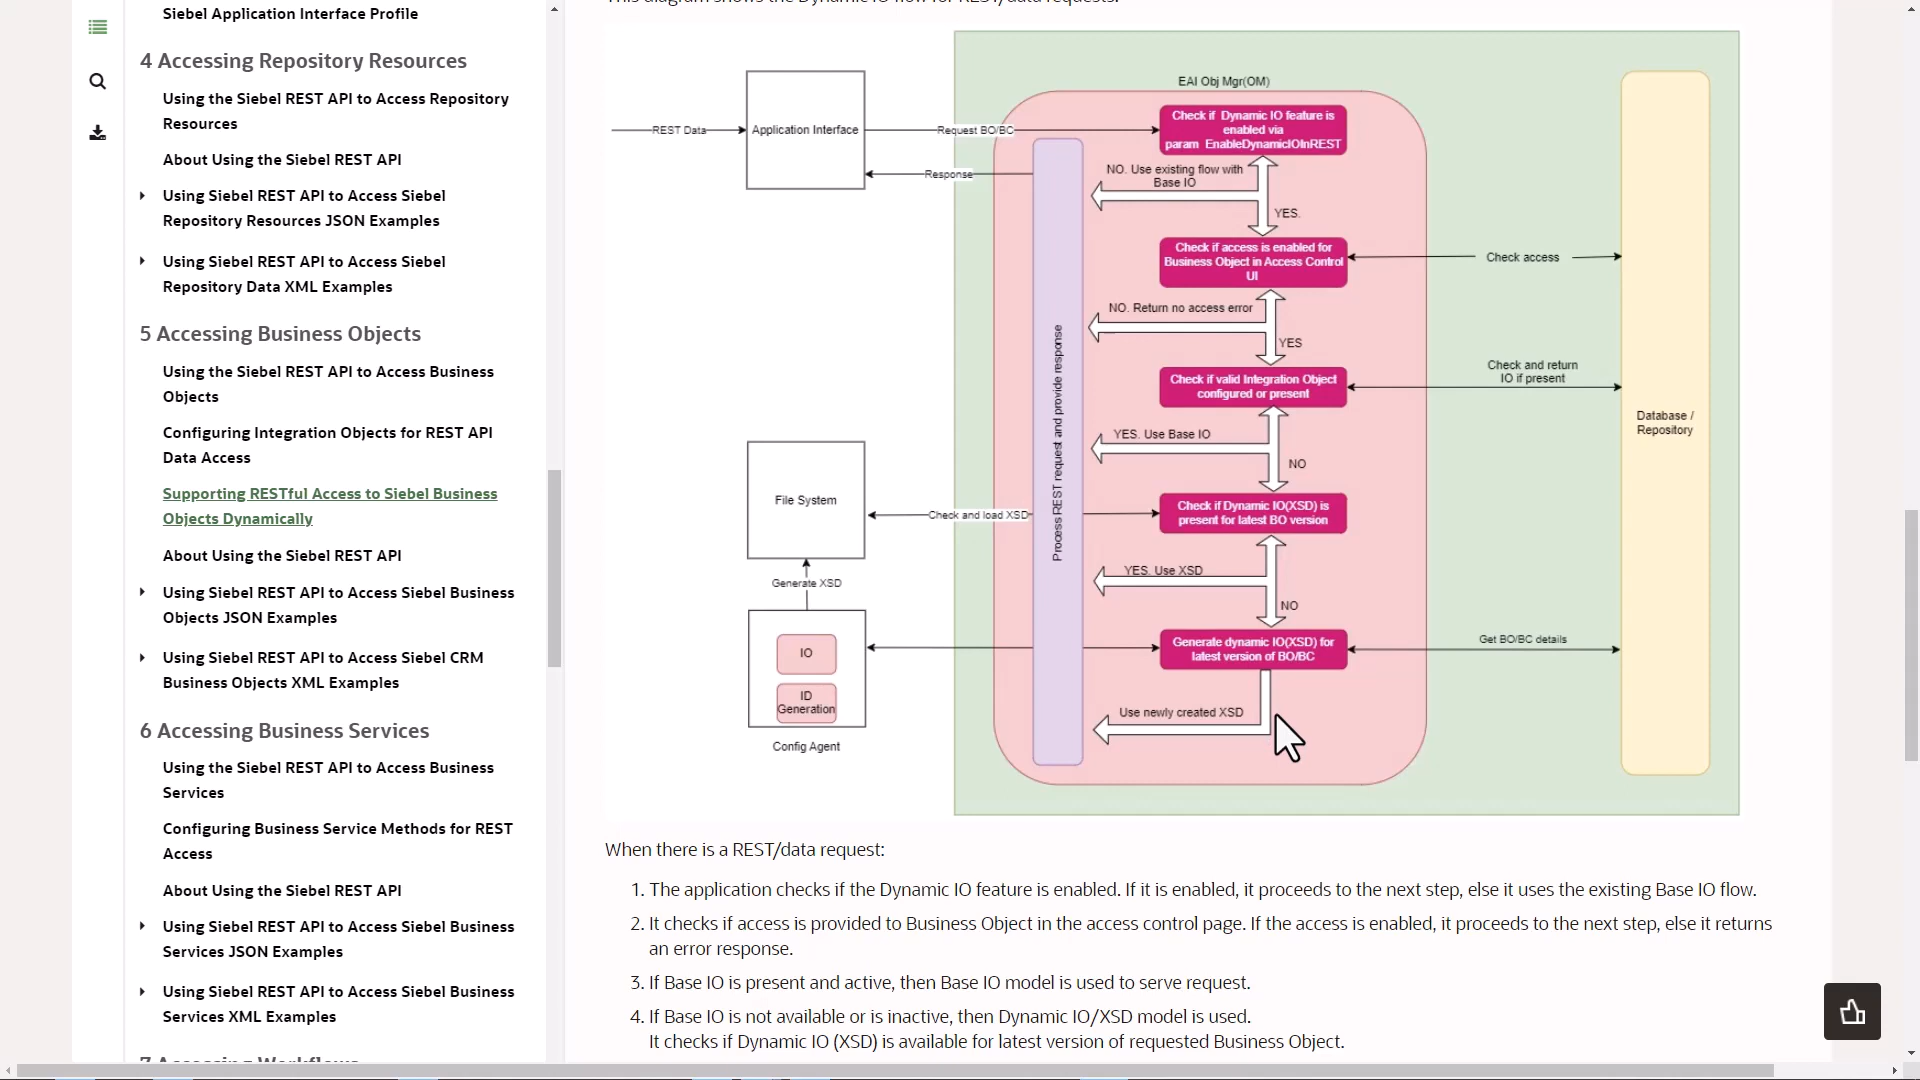 Siebel Application Interface Profile
4 Accessing Repository Resources
Using the Siebel REST API to Access Repository
Resources
About Using the Siebel REST API
Using Siebel REST API to Access Siebel
Repository Resources JSON Examples
Using Siebel REST API to Access Siebel
Repository Data XML Examples
5 Accessing Business Objects
Using the Siebel REST API to Access Business
Objects
Configuring Integration Objects for REST API
Data Access
Supporting RESTful Access to Siebel Business
Objects Dynamically
About Using the Siebel REST API
Using Siebel REST API to Access Siebel Business
Objects JSON Examples
Using Siebel REST API to Access Siebel CRM
Business Objects XML Examples
6 Accessing Business Services
Using the Siebel REST API to Access Business
Services
Configuring Business Service Methods for REST
Access
About Using the Siebel REST API
Using Siebel REST API to Access Siebel Business
Services JSON Examples
Using Siebel REST API to Access Siebel Business
Services XML Examples
7 Accessing Workflows
This diagram shows the Dynamic IO flow for REST/data requests.
EAI Obj Mgr(OM)
REST Data
Application Interface
Request BO/BC
Response
Check if Dynamic IO feature is
enabled via
param EnableDynamicIOInREST
NO. Use existing flow with
Base IO
YES.
Check if access is enabled for
Business Object in Access Control
UI
Check access
NO. Return no access error
YES
Check if valid Integration Object
configured or present
Check and return
IO if present
Database /
Repository
Process REST request and provide response
YES. Use Base IO
NO
File System
Check and load XSD
Check if Dynamic IO(XSD) is
present for latest BO version
Generate XSD
YES. Use XSD
NO
IO
ID
Generation
Config Agent
Generate dynamic IO(XSD) for
latest version of BO/BC
Get BO/BC details
Use newly created XSD
When there is a REST/data request:
1. The application checks if the Dynamic IO feature is enabled. If it is enabled, it proceeds to the next step, else it uses the existing Base IO flow.
2. It checks if access is provided to Business Object in the access control page. If the access is enabled, it proceeds to the next step, else it returns
an error response.
3. If Base IO is present and active, then Base IO model is used to serve request.
4. If Base IO is not available or is inactive, then Dynamic IO/XSD model is used.
It checks if Dynamic IO (XSD) is available for latest version of requested Business Object.